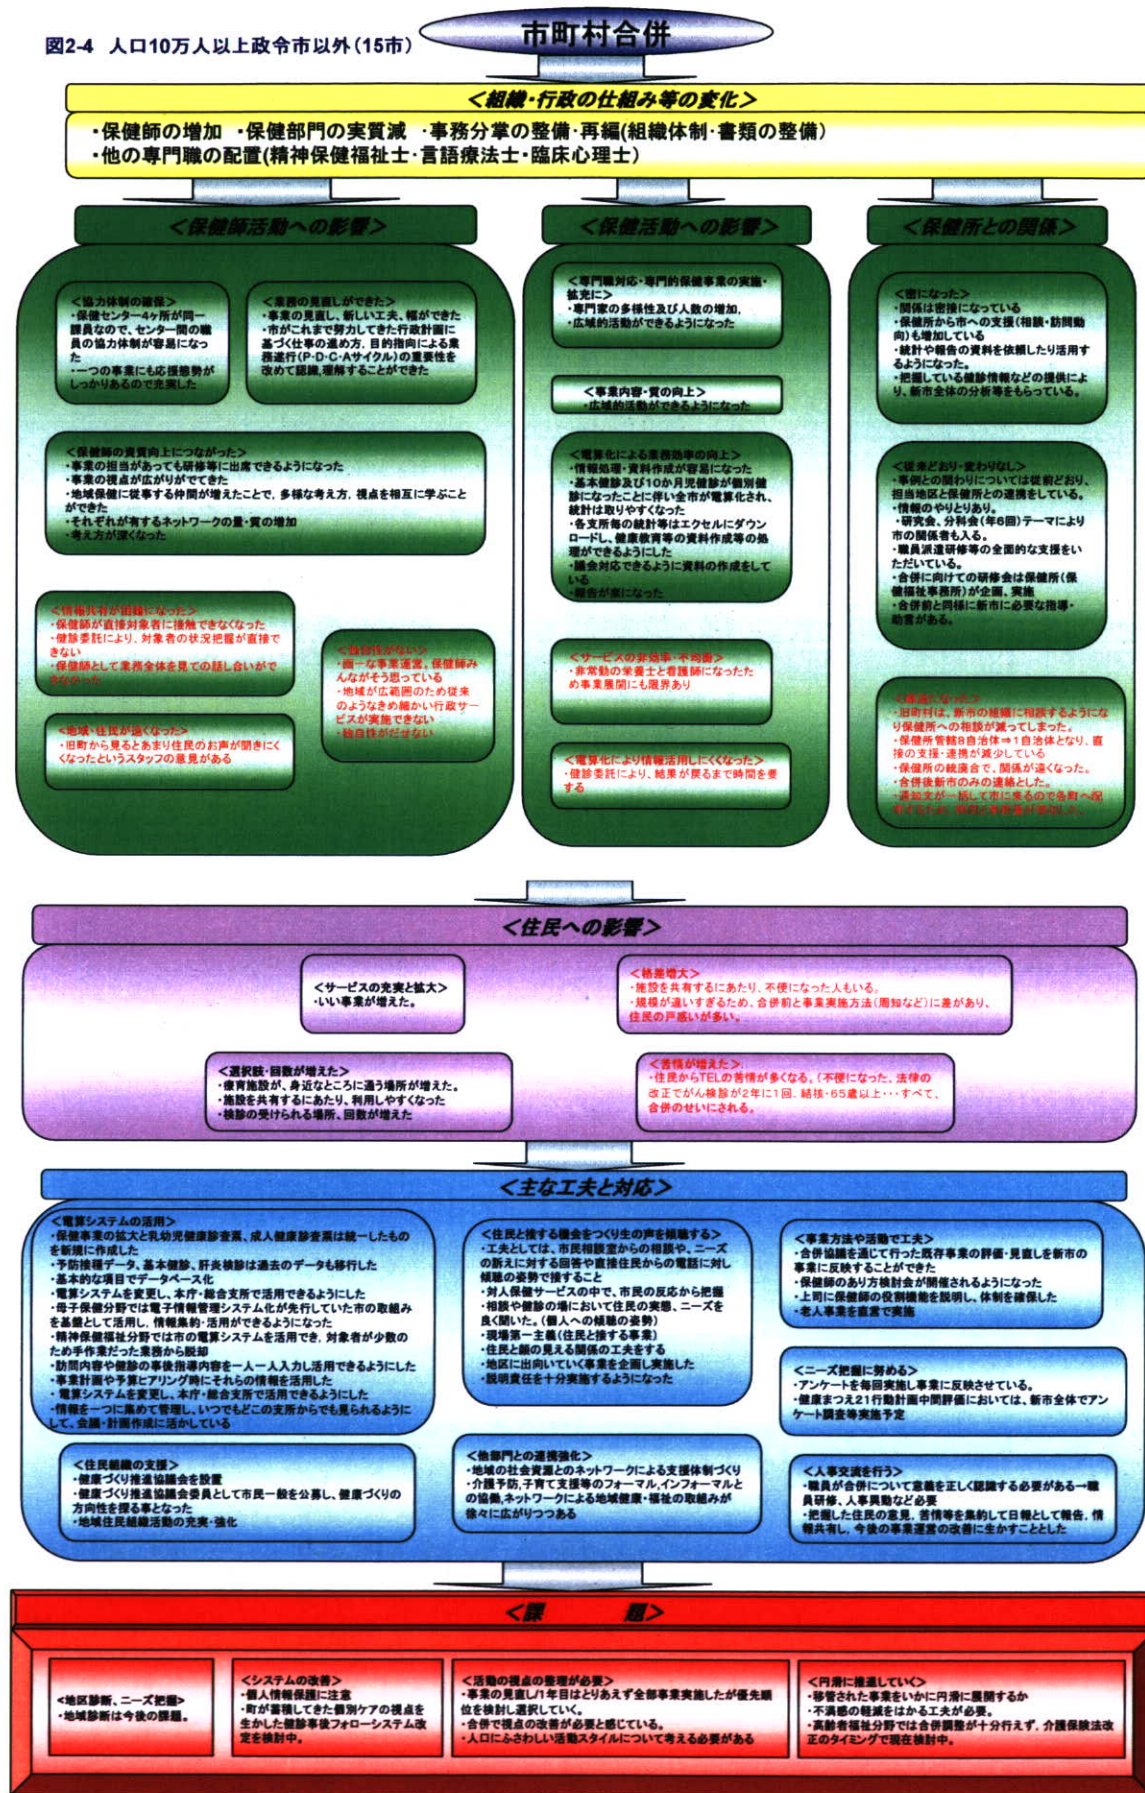 図2-4 人口10万人以上政令市以外(15市)
市町村合併
＜組織・行政の仕組み等の変化＞
・保健師の増加 ・保健部門の実質減 ・事務分掌の整備・再編(組織体制・書類の整備)
・他の専門職の配置(精神保健福祉士・言語療法士・臨床心理士)
＜保健師活動への影響＞
＜協力体制の確保＞
・保健センター4ヶ所が同一
課員なので、センター間の職
員の協力体制が容易になっ
た
・一つの事業にも応援態勢が
しっかりあるので充実した
＜業務の見直しができた＞
・事業の見直し、新しい工夫、幅ができた
・市がこれまで努力してきた行政計画に
基づく仕事の進め方、目的指向による業
務遂行(P・D・C・Aサイクル)の重要性を
改めて認識,理解することができた
＜保健師の資質向上につながった＞
・事業の担当があっても研修等に出席できるようになった
・事業の視点が広がりがでてきた
・地域保健に従事する仲間が増えたことで，多様な考え方，視点を相互に学ぶこと
ができた
・それぞれが有するネットワークの量・質の増加
・考え方が深くなった
＜情報共有が困難になった＞
・保健師が直接対象者に接触できなくなった
・健診委託により、対象者の状況把握が直接で
きない
・保健師として業務全体を見ての話し合いがで
きなかった
＜独自性がない＞
・画一な事業運営。保健師み
んながそう思っている
・地域が広範囲のため従来
のようなきめ細かい行政サー
ビスが実施できない
・独自性がだせない
＜地域・住民が遠くなった＞
・旧町から見るとあまり住民のお声が聞きにく
くなったというスタッフの意見がある
＜保健活動への影響＞
＜専門職対応・専門的保健事業の実施・
拡充に＞
・専門家の多様性及び人数の増加,
・広域的活動ができるようになった
＜事業内容・質の向上＞
・広域的活動ができるようになった
＜電算化による業務効率の向上＞
・情報処理・資料作成が容易になった
・基本健診及び10か月児健診が個別健
診になったことに伴い全市が電算化され、
統計は取りやすくなった
・各支所毎の統計等はエクセルにダウン
ロードし、健康教育等の資料作成等の処
理ができるようにした
・議会対応できるように資料の作成をして
いる
・報告が楽になった
＜サービスの非効率・不均衡＞
・非常勤の栄養士と看護師になったた
め事業展開にも限界あり
＜電算化により情報活用しにくくなった＞
・健診委託により、結果が戻るまで時間を要
する
＜保健所との関係＞
＜密になった＞
・関係は密接になっている
・保健所から市への支援(相談・訪問動
向)も増加している
・統計や報告の資料を依頼したり活用す
るようになった。
・把握している健診情報などの提供によ
り、新市全体の分析等をもらっている。
＜従来どおり・変わりなし＞
・事例との関わりについては従前どおり、
担当地区と保健所との連携をしている。
・情報のやりとりあり。
・研究会、分科会(年6回)テーマにより
市の関係者も入る。
・職員派遣研修等の全面的な支援をい
ただいている。
・合併に向けての研修会は保健所(保
健福祉事務所)が企画、実施
・合併前と同様に新市に必要な指導・
助言がある。
＜疎遠になった＞
・旧町村は、新市の組織に相談するようにな
り保健所への相談が減ってしまった。
・保健所管轄8自治体⇒1自治体となり、直
接の支援・連携が減少している
・保健所の統廃合で、関係が遠くなった。
・合併後新市のみの連絡とした。
・通知文が一括して市に来るので各町へ配
＜住民への影響＞
＜サービスの充実と拡大＞
・いい事業が増えた。
＜格差増大＞
・施設を共有するにあたり、不便になった人もいる。
・規模が違いすぎるため、合併前と事業実施方法(周知など)に差があり、
住民の戸惑いが多い。
＜選択肢・回数が増えた＞
・療育施設が、身近なところに通う場所が増えた。
・施設を共有するにあたり、利用しやすくなった
・検診の受けられる場所、回数が増えた
＜苦情が増えた＞
・住民からTELの苦情が多くなる。(不便になった、法律の
改正でがん検診が2年に1回、結核・65歳以上・・・すべて、
合併のせいにされる。
＜主な工夫と対応＞
＜電算システムの活用＞
・保健事業の拡大と乳幼児健康診査票、成人健康診査票は統一したもの
を新規に作成した
・予防接種データ、基本健診、肝炎検診は過去のデータも移行した
・基本的な項目でデータベース化
・電算システムを変更し、本庁・総合支所で活用できるようにした
・母子保健分野では電子情報管理システム化が先行していた市の取組み
を基盤として活用し、情報集約・活用ができるようになった
・精神保健福祉分野では市の電算システムを活用でき，対象者が少数の
ため手作業だった業務から脱却
・訪問内容や健診の事後指導内容を一人一人入力し活用できるようにした
・事業計画や予算ヒアリング時にそれらの情報を活用した
・電算システムを変更し、本庁・総合支所で活用できるようにした
・情報を一つに集めて管理し、いつでもどこの支所からでも見られるように
して、会議・計画作成に活かしている
＜住民組織の支援＞
・健康づくり推進協議会を設置
・健康づくり推進協議会委員として市民一般を公募し、健康づくりの
方向性を探る事となった
・地域住民組織活動の充実・強化
＜住民と接する機会をつくり生の声を傾聴する＞
・工夫としては、市民相談室からの相談や、ニーズ
の訴えに対する回答や直接住民からの電話に対し
傾聴の姿勢で接すること
・対人保健サービスの中で、市民の反応から把握
・相談や健診の場において住民の実態、ニーズを
良く聞いた。(個人への傾聴の姿勢)
・現場第一主義(住民と接する事業)
・住民と顔の見える関係の工夫をする
・地区に出向いていく事業を企画し実施した
・説明責任を十分実施するようになった
＜他部門との連携強化＞
・地域の社会資源とのネットワークによる支援体制づくり
・介護予防,子育て支援等のフォーマル,インフォーマルと
の協働,ネットワークによる地域健康・福祉の取組みが
徐々に広がりつつある
＜事業方法や活動で工夫＞
・合併協議を通じて行った既存事業の評価・見直しを新市の
事業に反映することができた
・保健師のあり方検討会が開催されるようになった
・上司に保健師の役割機能を説明し、体制を確保した
・老人事業を直営で実施
＜ニーズ把握に努める＞
・アンケートを毎回実施し事業に反映させている。
・健康まつえ21行動計画中間評価においては、新市全体でアン
ケート調査等実施予定
＜人事交流を行う＞
・職員が合併について意義を正しく認識する必要がある→職
員研修、人事異動など必要
・把握した住民の意見，苦情等を集約して日報として報告，情
報共有し，今後の事業運営の改善に生かすこととした
＜課 題＞
＜地区診断、ニーズ把握＞
・地域診断は今後の課題。
＜システムの改善＞
・個人情報保護に注意
・町が蓄積してきた個別ケアの視点を
生かした健診事後フォローシステム改
定を検討中。
＜活動の視点の整理が必要＞
・事業の見直し/1年目はとりあえず全部事業実施したが優先順
位を検討し選択していく。
・合併で視点の改善が必要と感じている。
・人口にふさわしい活動スタイルについて考える必要がある
＜円滑に推進していく＞
・移管された事業をいかに円滑に展開するか
・不満感の軽減をはかる工夫が必要。
・高齢者福祉分野では合併調整が十分行えず，介護保険法改
正のタイミングで現在検討中。